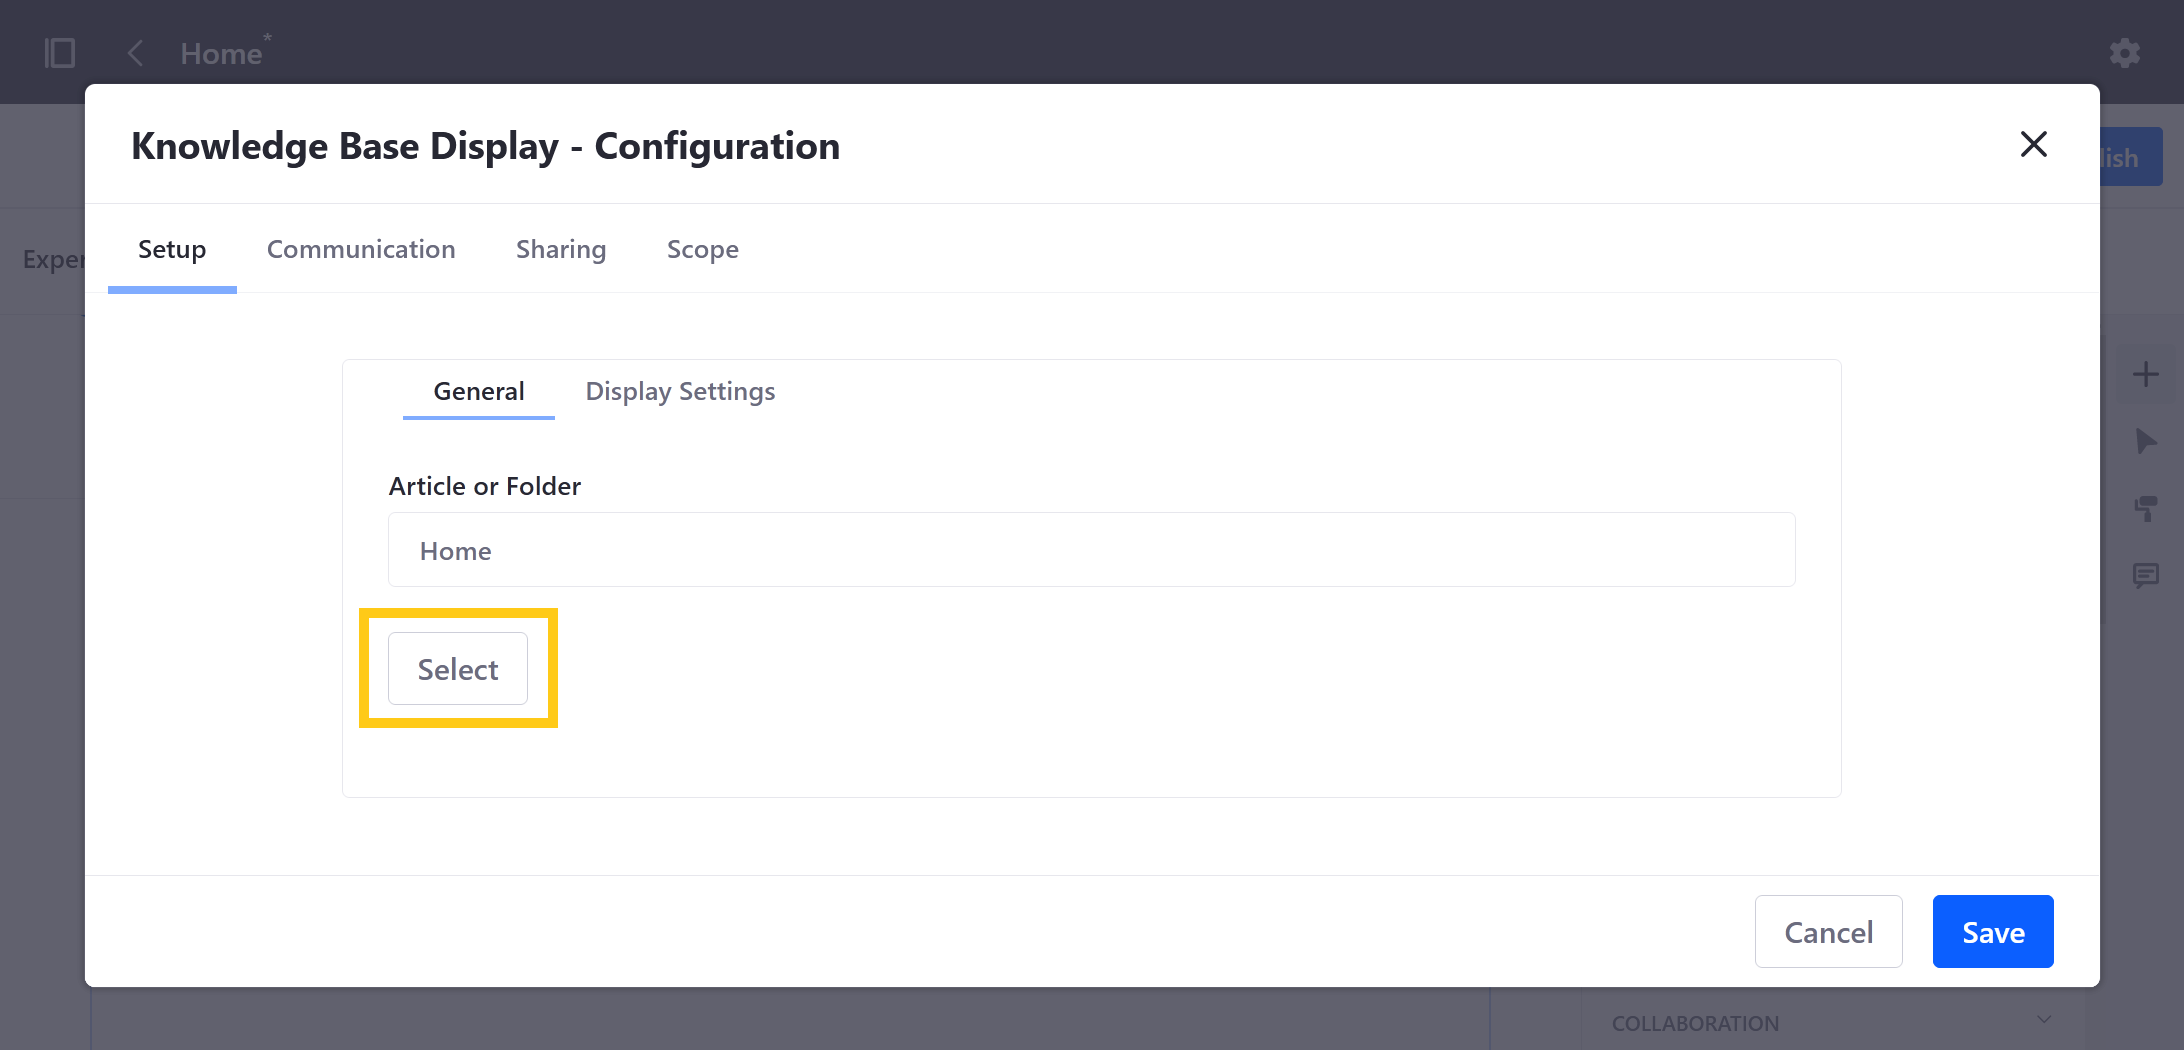 Home*
Knowledge Base Display - Configuration
lish
Setup Communication Sharing Scope
Exper
General Display Settings
Article or Folder
Home
Select
Cancel Save
COLLABORATION